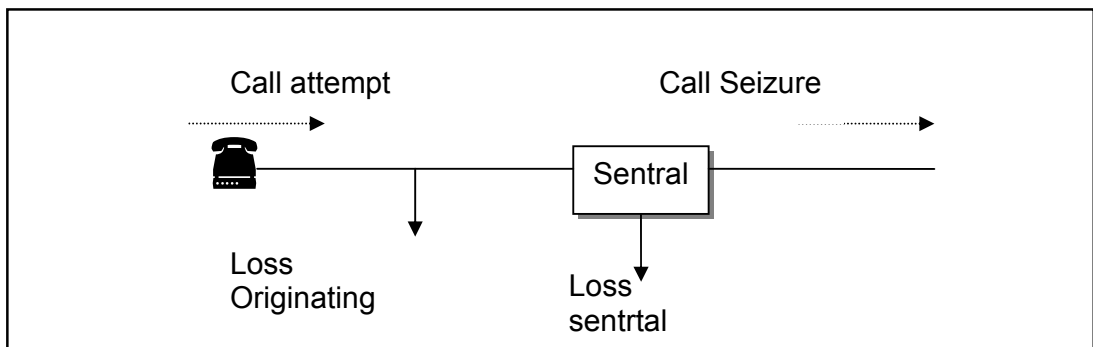 Call attempt
Call Seizure
Sentral
Loss
Originating
Loss
sentrtal